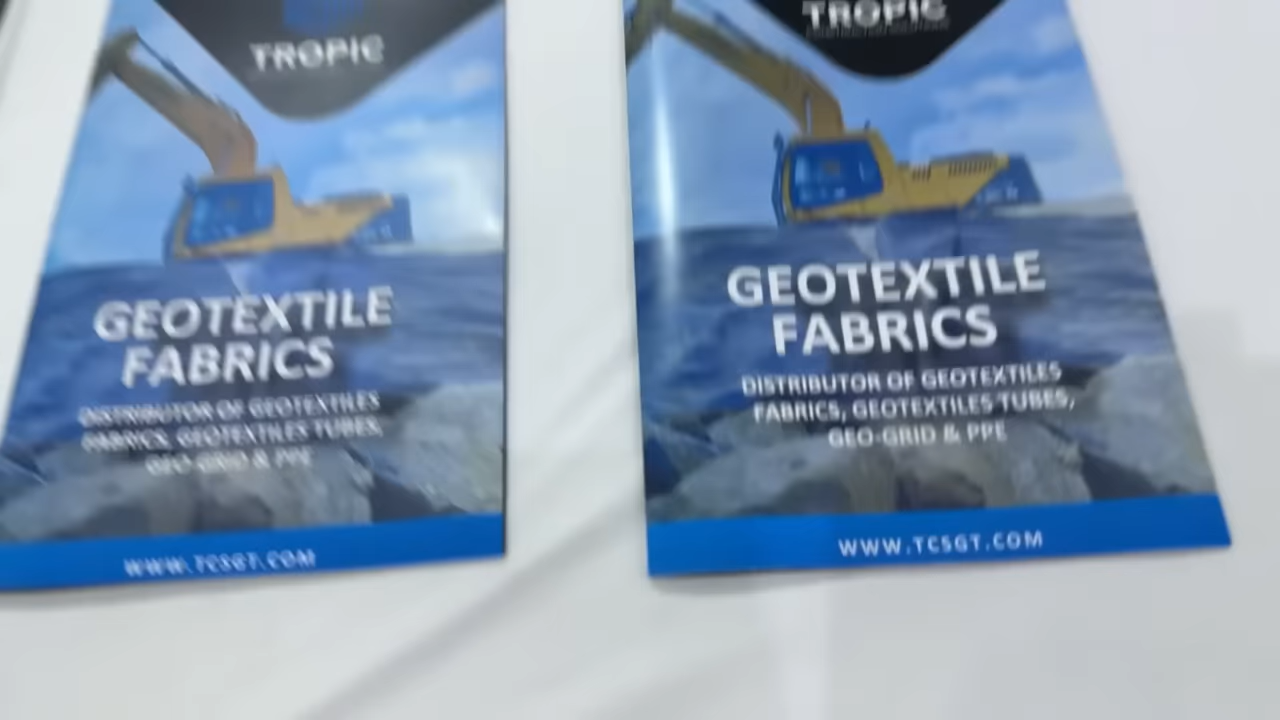 TROPIC
GEOTEXTILE
FABRICS
DISTRIBUTOR OF GEOTEXTILES
FABRICS, GEOTEXTILES TUBES,
GEO-GRID & PPE
WWW.TCSGT.COM
TROPIC
GEOTEXTILE
FABRICS
DISTRIBUTOR OF GEOTEXTILES
FABRICS, GEOTEXTILES TUBES,
GEO-GRID & PPE
WWW.TCSGT.COM